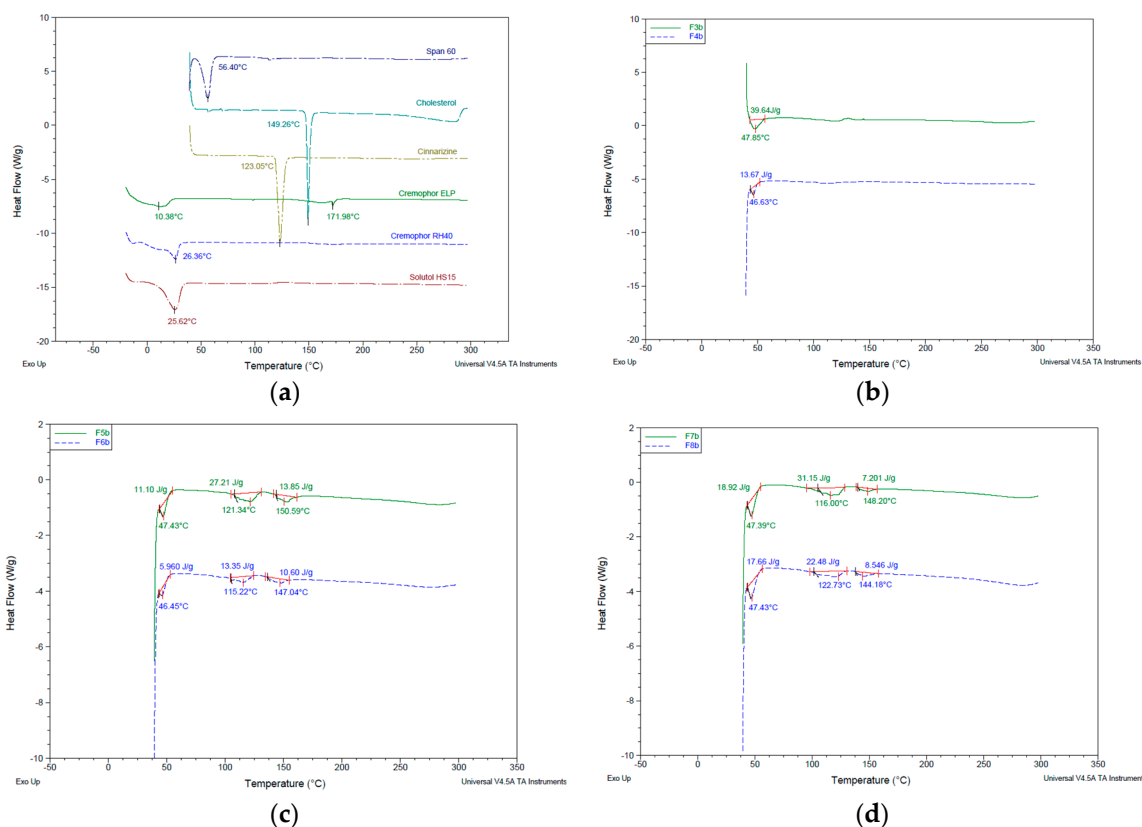 10
5
0
-5
-10
-15
-20
Heat Flow (W/g)
Span 60
56.40°C
Cholesterol
149.26°C
Cinnarizine
123.05°C
Cremophor ELP
10.38°C
171.98°C
Cremophor RH40
26.36°C
Solutol HS15
25.62°C
-50 0 50 100 150 200 250 300
Exo Up
Temperature (°C)
Universal V4.5A TA Instruments
(a)
F3b
F4b
10
5
0
-5
-10
-15
-20
Heat Flow (W/g)
39.64J/g
47.85°C
13.67 J/g
46.63°C
-50 0 50 100 150 200 250 300 350
Exo Up
Temperature (°C)
Universal V4.5A TA Instruments
(b)
F5b
F6b
2
0
-2
-4
-6
-8
-10
Heat Flow (W/g)
11.10 J/g
27.21 J/g
13.85 J/g
47.43°C
121.34°C
150.59°C
5.960 J/g
13.35 J/g
10.60 J/g
46.45°C
115.22°C
147.04°C
-50 0 50 100 150 200 250 300 350
Exo Up
Temperature (°C)
Universal V4.5A TA Instruments
(c)
F7b
F8b
2
0
-2
-4
-6
-8
-10
Heat Flow (W/g)
18.92 J/g
31.15 J/g
7.201 J/g
47.39°C
116.00°C
148.20°C
17.66 J/g
22.48 J/g
8.546 J/g
47.43°C
122.73°C
144.18°C
-50 0 50 100 150 200 250 300 350
Exo Up
Temperature (°C)
Universal V4.5A TA Instruments
(d)